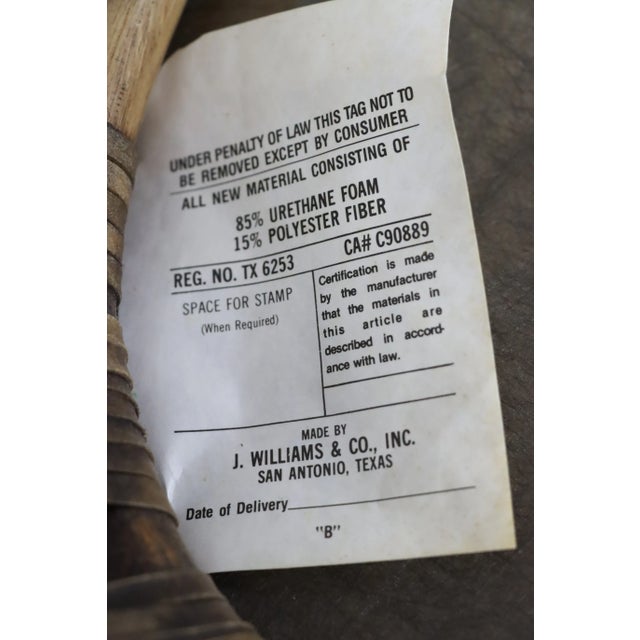 UNDER PENALTY OF LAW THIS TAG NOT TO
BE REMOVED EXCEPT BY CONSUMER
ALL NEW MATERIAL CONSISTING OF
85% URETHANE FOAM
15% POLYESTER FIBER
REG. NO. TX 6253 CA# C90889
SPACE FOR STAMP
(When Required)
Certification is made
by the manufacturer
that the materials in
this article are
described in accord-
ance with law.
MADE BY
J. WILLIAMS & CO., INC.
SAN ANTONIO, TEXAS
Date of Delivery
"B"